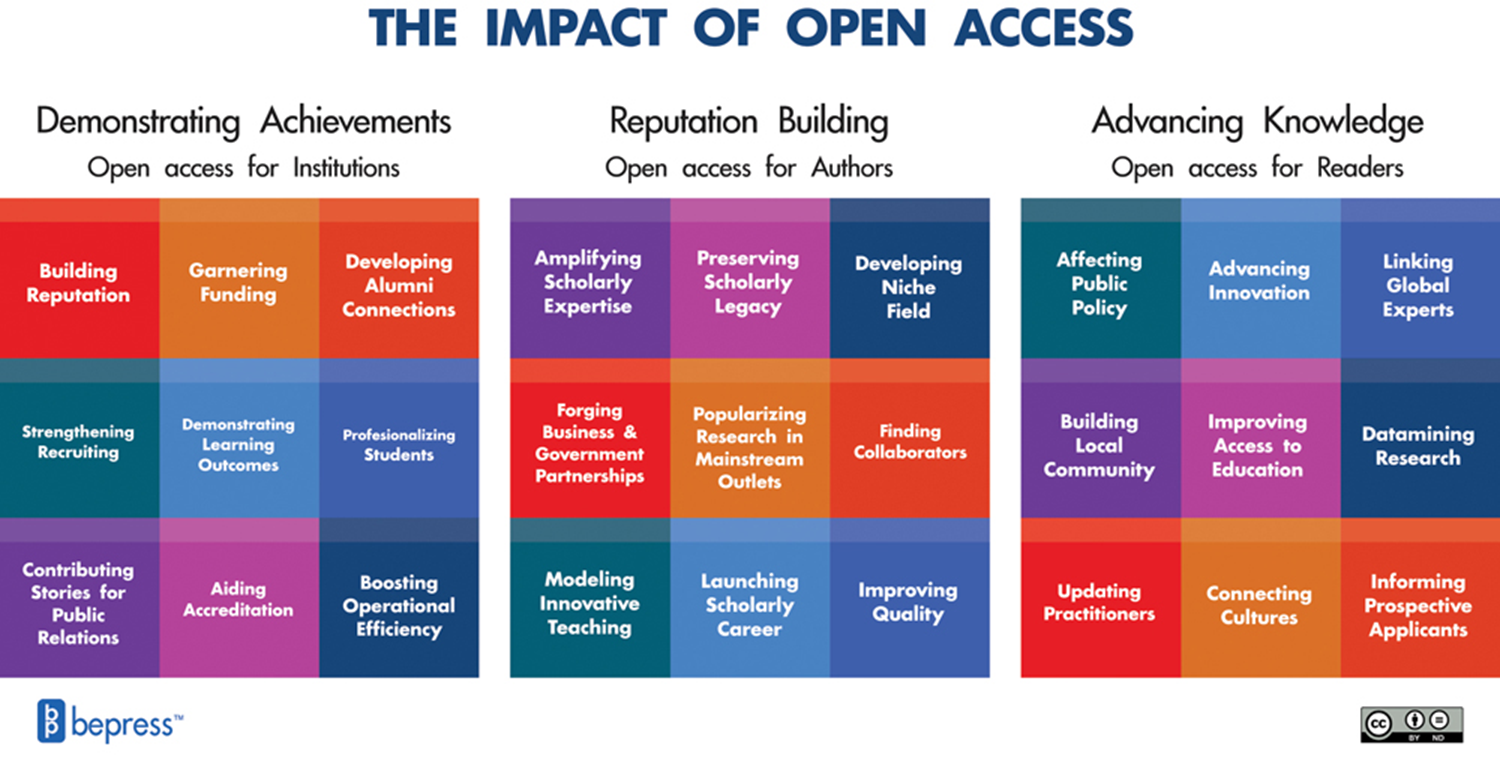 THE IMPACT OF OPEN ACCESS
Demonstrating Achievements
Open access for Institutions
Building
Reputation
Garnering
Funding
Developing
Alumni
Connections
Strengthening
Recruiting
Demonstrating
Learning
Outcomes
Profesionalizing
Students
Contributing
Stories for
Public
Relations
Aiding
Accreditation
Boosting
Operational
Efficiency
Reputation Building
Open access for Authors
Amplifying
Scholarly
Expertise
Preserving
Scholarly
Legacy
Developing
Niche
Field
Forging
Business &
Government
Partnerships
Popularizing
Research in
Mainstream
Outlets
Finding
Collaborators
Modeling
Innovative
Teaching
Launching
Scholarly
Career
Improving
Quality
Advancing Knowledge
Open access for Readers
Affecting
Public
Policy
Advancing
Innovation
Linking
Global
Experts
Building
Local
Community
Improving
Access to
Education
Datamining
Research
Updating
Practitioners
Connecting
Cultures
Informing
Prospective
Applicants
bp bepress™
cc BY ND